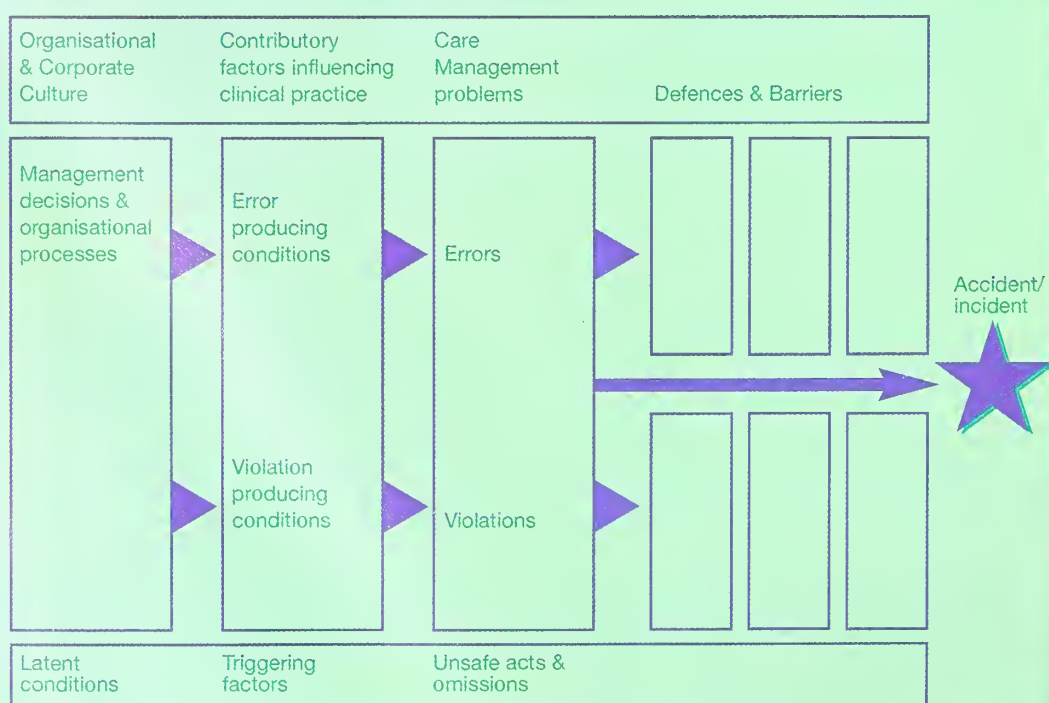 Organisational
& Corporate
Culture
Contributory
factors influencing
clinical practice
Care
Management
problems
Defences & Barriers
Management
decisions &
organisational
processes
Error
producing
conditions
Errors
Accident/
incident
Violation
producing
conditions
Violations
Latent
conditions
Triggering
factors
Unsafe acts &
omissions